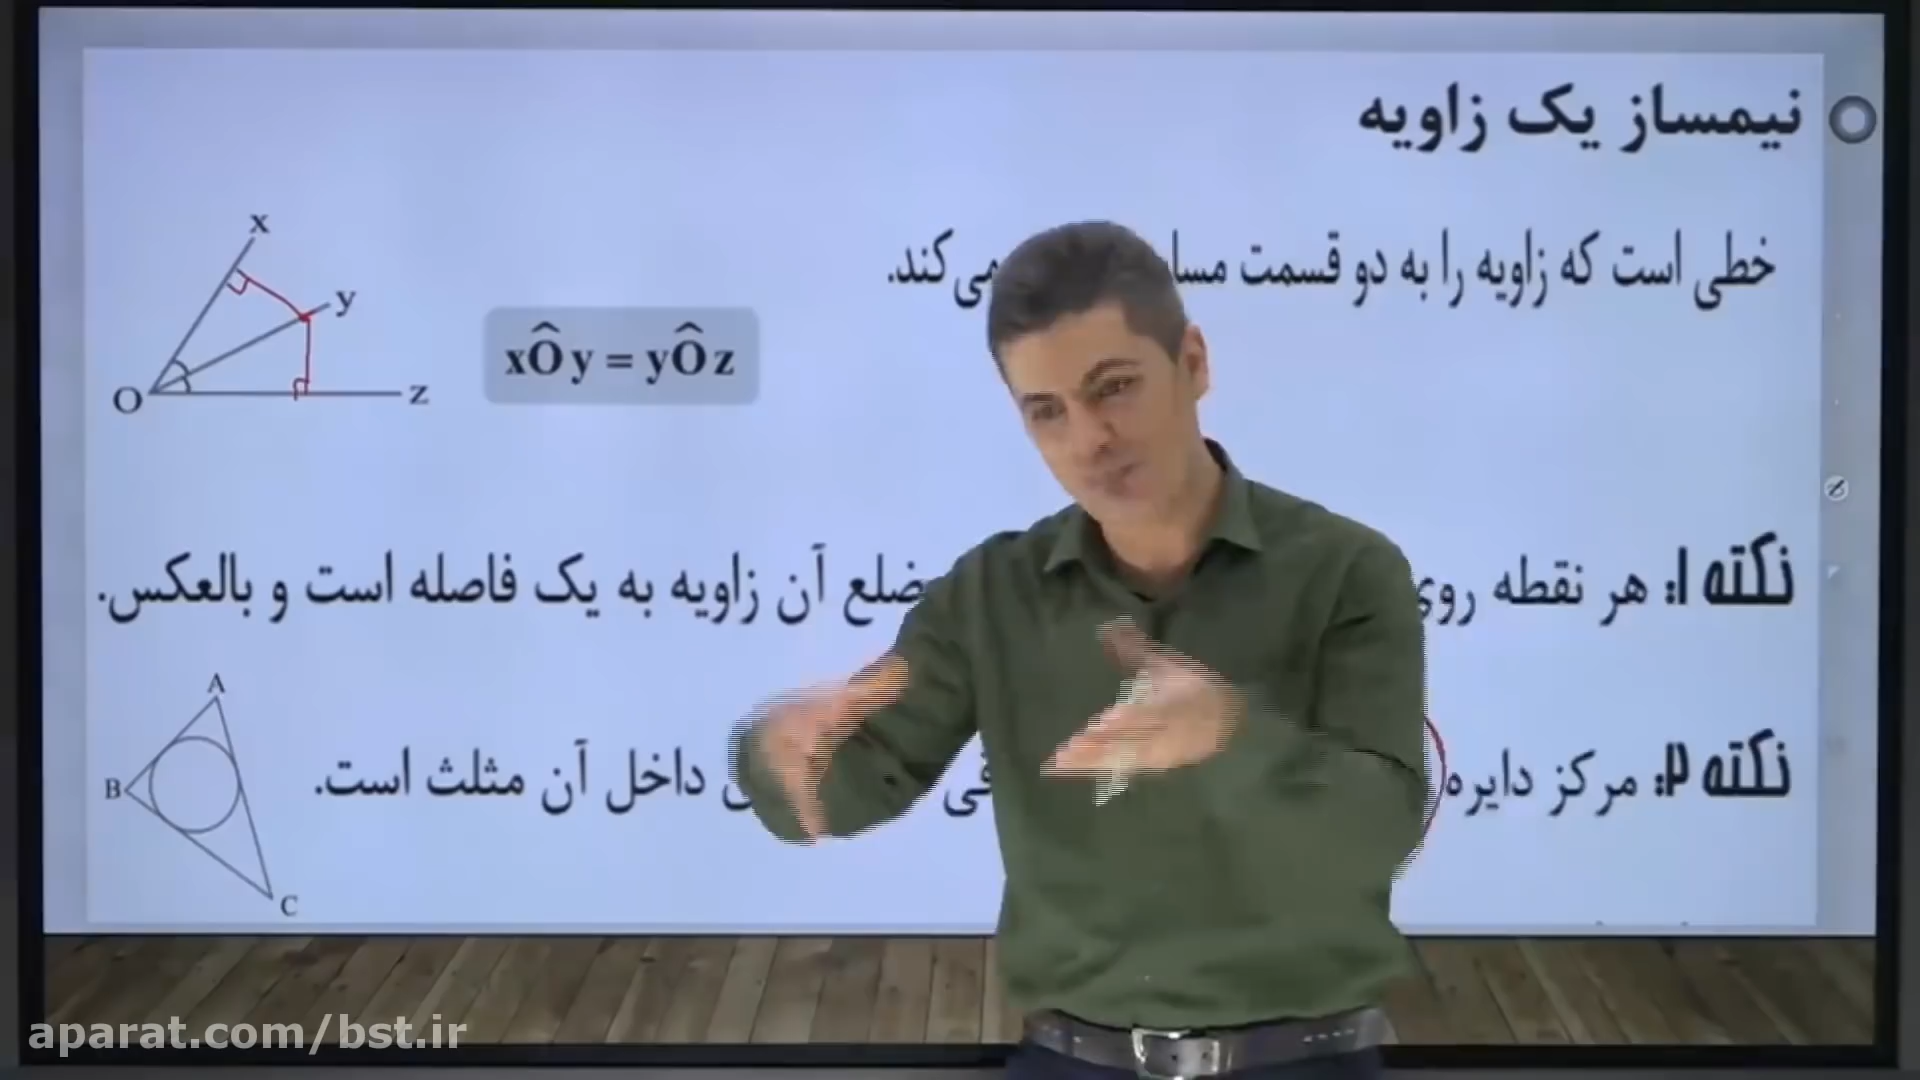 نیمساز یک زاویه
خطی است که زاویه را به دو قسمت می‌کند.
x
y
O
z
xÔy = yÔz
نکته ۱: هر نقطه روی ضلع آن زاویه به یک فاصله است و بالعکس.
نکته ۲: مرکز دایره داخل آن مثلث است.
A
B
C
aparat.com/bst.ir